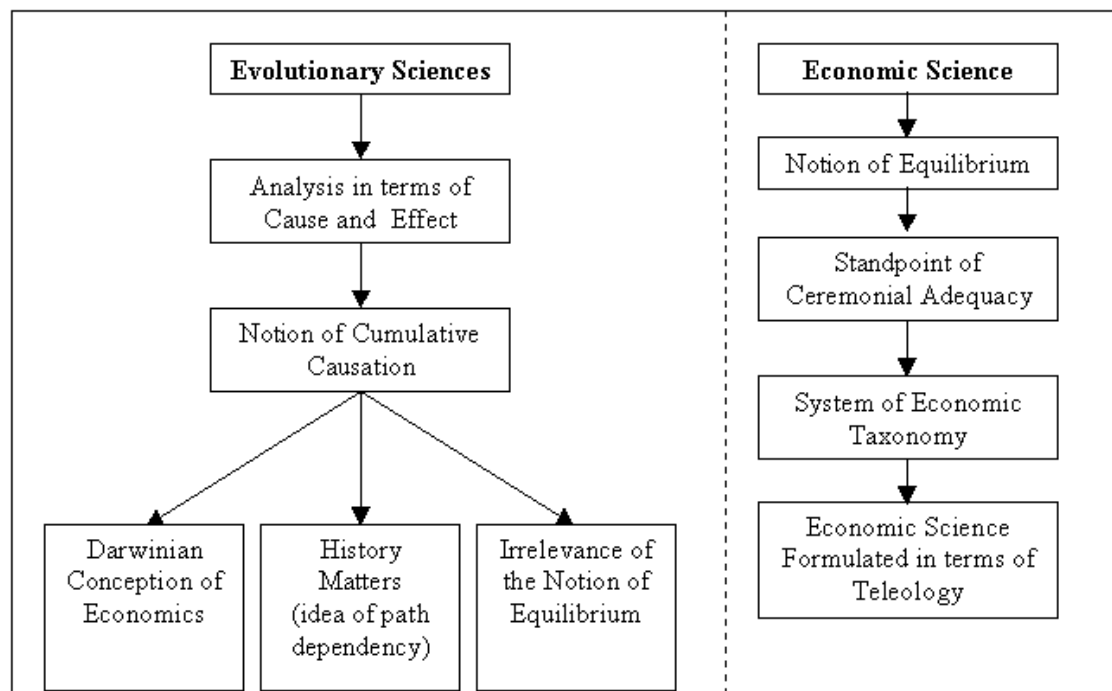 Evolutionary Sciences
Analysis in terms of
Cause and Effect
Notion of Cumulative
Causation
Darwinian
Conception of
Economics
History
Matters
(idea of path
dependency)
Irrelevance of
the Notion of
Equilibrium
Economic Science
Notion of Equilibrium
Standpoint of
Ceremonial Adequacy
System of Economic
Taxonomy
Economic Science
Formulated in terms of
Teleology